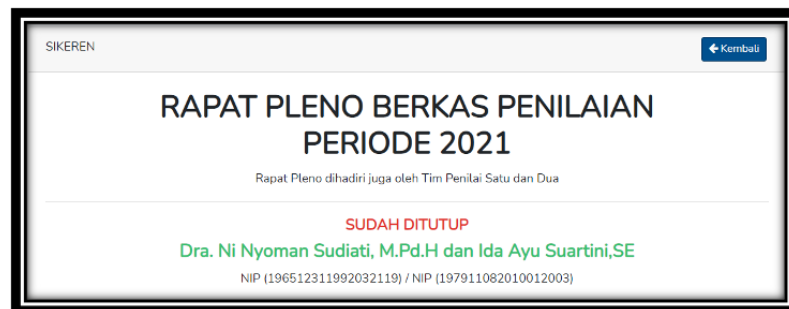 SIKEREN
Kembali
RAPAT PLENO BERKAS PENILAIAN
PERIODE 2021
Rapat Pleno dihadiri juga oleh Tim Penilai Satu dan Dua
SUDAH DITUTUP
Dra. Ni Nyoman Sudiati, M.Pd.H dan Ida Ayu Suartini,SE
NIP (196512311992032119) / NIP (197911082010012003)